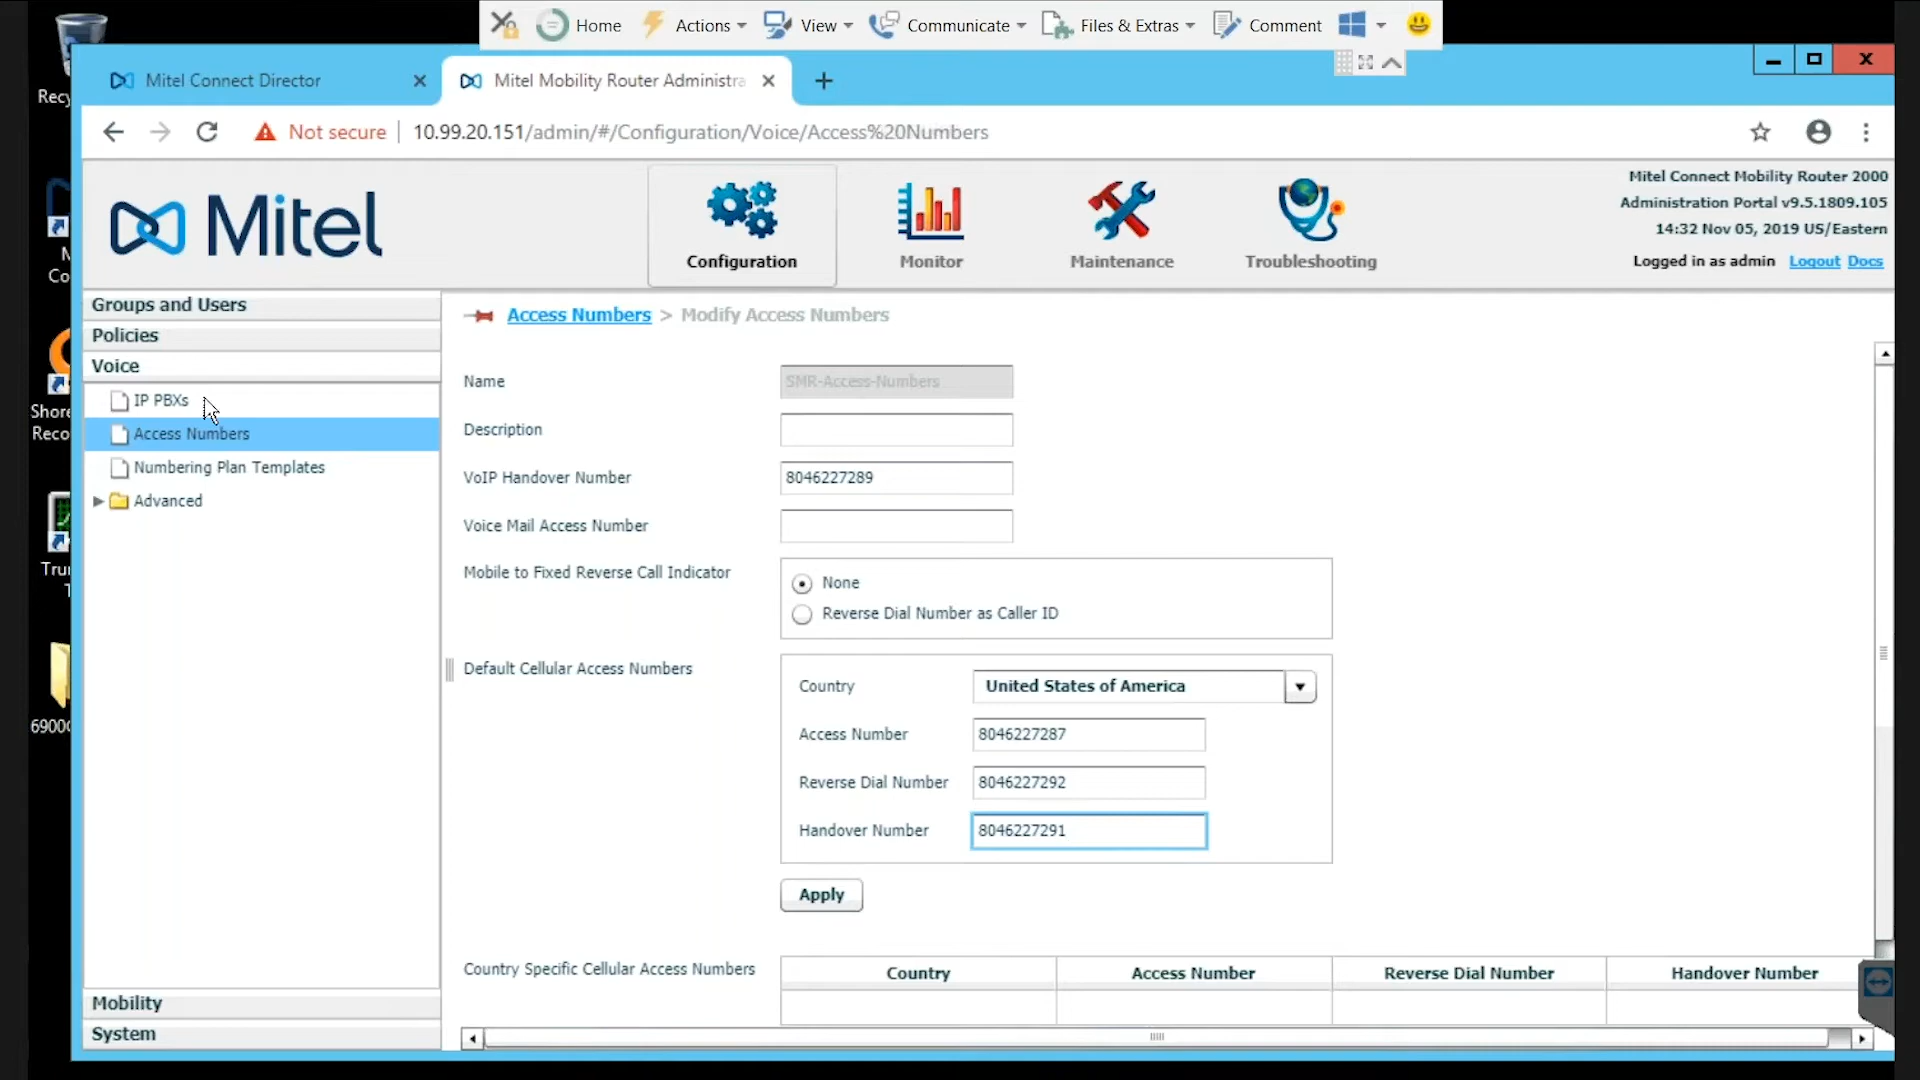 Home
Actions
View
Communicate
Files & Extras
Comment
Mitel Connect Director
Mitel Mobility Router Administra
Not secure
10.99.20.151/admin/#/Configuration/Voice/Access%20Numbers
Mitel
Configuration
Monitor
Maintenance
Troubleshooting
Mitel Connect Mobility Router 2000
Administration Portal v9.5.1809.105
14:32 Nov 05, 2019 US/Eastern
Logged in as admin Logout Docs
Groups and Users
Policies
Voice
IP PBXs
Access Numbers
Numbering Plan Templates
Advanced
Mobility
System
Access Numbers > Modify Access Numbers
Name SMR-Access-Numbers
Description
VoIP Handover Number 8046227289
Voice Mail Access Number
Mobile to Fixed Reverse Call Indicator
None
Reverse Dial Number as Caller ID
Default Cellular Access Numbers
Country United States of America
Access Number 8046227287
Reverse Dial Number 8046227292
Handover Number 8046227291
Apply
Country Specific Cellular Access Numbers
Country Access Number Reverse Dial Number Handover Number
Recy
M
Co
Shore
Reco
Tru
T
6900